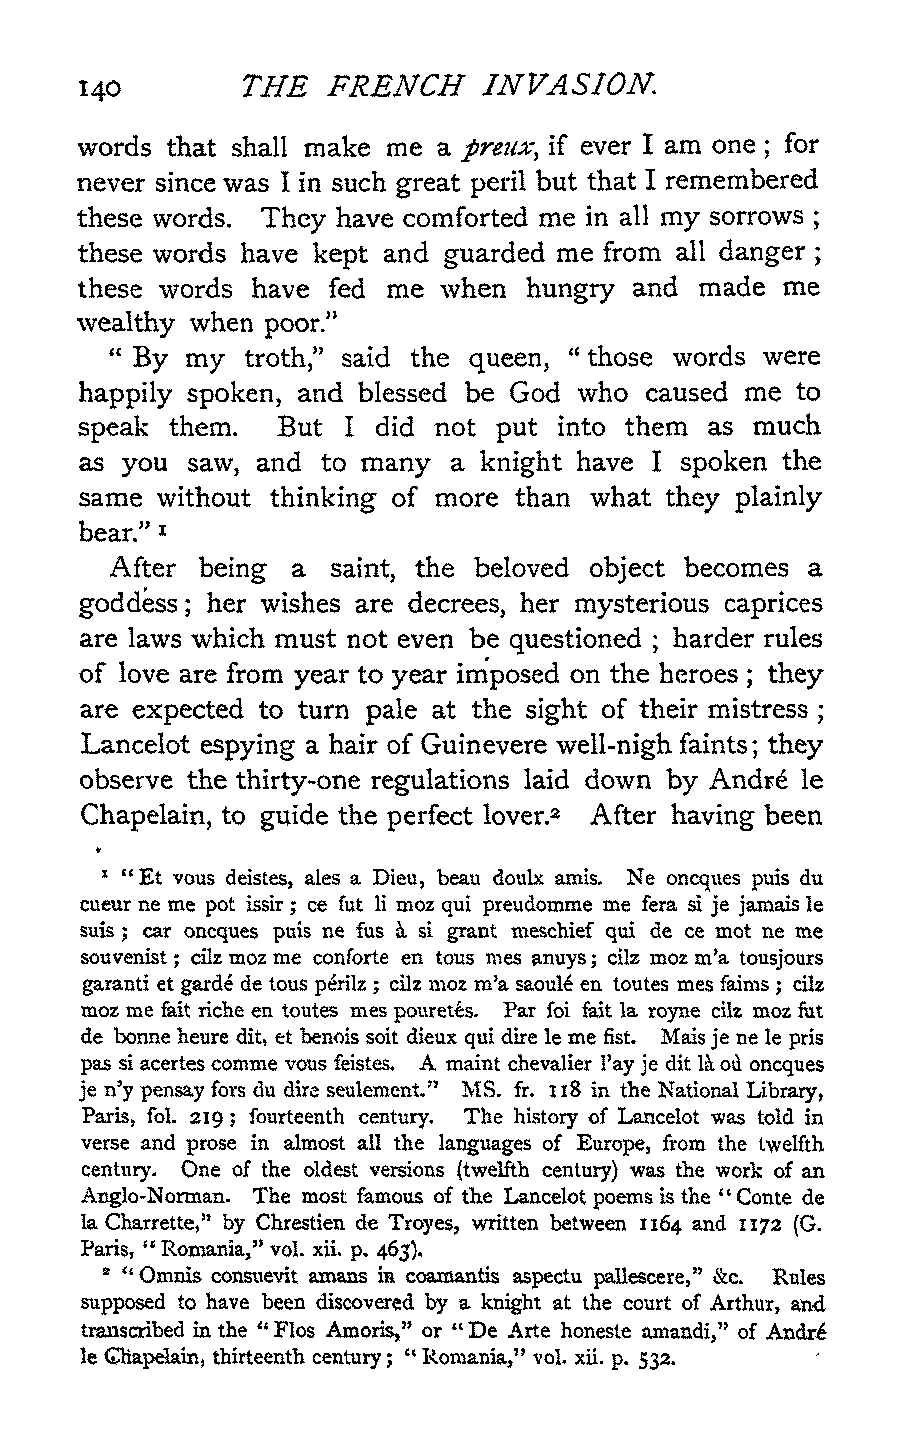 140 THE FRENCH INVASION.
words that shall make me a preux, if ever I am one ; for
never since was I in such great peril but that I remembered
these words. They have comforted me in all my sorrows ;
these words have kept and guarded me from all danger ;
these words have fed me when hungry and made me
wealthy when poor."
" By my troth," said the queen, " those words were
happily spoken, and blessed be God who caused me to
speak them. But I did not put into them as much
as you saw, and to many a knight have I spoken the
same without thinking of more than what they plainly
bear." 1
After being a saint, the beloved object becomes a
goddess ; her wishes are decrees, her mysterious caprices
are laws which must not even be questioned ; harder rules
of love are from year to year imposed on the heroes ; they
are expected to turn pale at the sight of their mistress ;
Lancelot espying a hair of Guinevere well-nigh faints ; they
observe the thirty-one regulations laid down by André le
Chapelain, to guide the perfect lover.2 After having been
1 "Et vous deistes, ales a Dieu, beau doulx amis. Ne oncques puis du
cueur ne me pot issir ; ce fut li moz qui preudomme me fera si je jamais le
suis ; car oncques puis ne fus à si grant meschief qui de ce mot ne me
souvenist ; cilz moz me conforte en tous mes anuys ; cilz moz m'a tousjours
garanti et gardé de tous périlz ; cilz moz m'a saoulé en toutes mes faims ; cilz
moz me fait riche en toutes mes pouretés. Par foi fait la royne cilz moz fut
de bonne heure dit, et benois soit dieux qui dire le me fist. Mais je ne le pris
pas si acertes comme vous feistes. A maint chevalier l'ay je dit là où oncques
je n'y pensay fors du dire seulement." MS. fr. 118 in the National Library,
Paris, fol. 219 ; fourteenth century. The history of Lancelot was told in
verse and prose in almost all the languages of Europe, from the twelfth
century. One of the oldest versions (twelfth century) was the work of an
Anglo-Norman. The most famous of the Lancelot poems is the "Conte de
la Charrette," by Chrestien de Troyes, written between 1164 and 1172 (G.
Paris, "Romania," vol. xii. p. 463).
2 "Omnis consuevit amans in coamantis aspectu pallescere," &c. Rules
supposed to have been discovered by a knight at the court of Arthur, and
transcribed in the "Flos Amoris," or "De Arte honeste amandi," of André
le Chapelain, thirteenth century ; "Romania," vol. xii. p. 532.